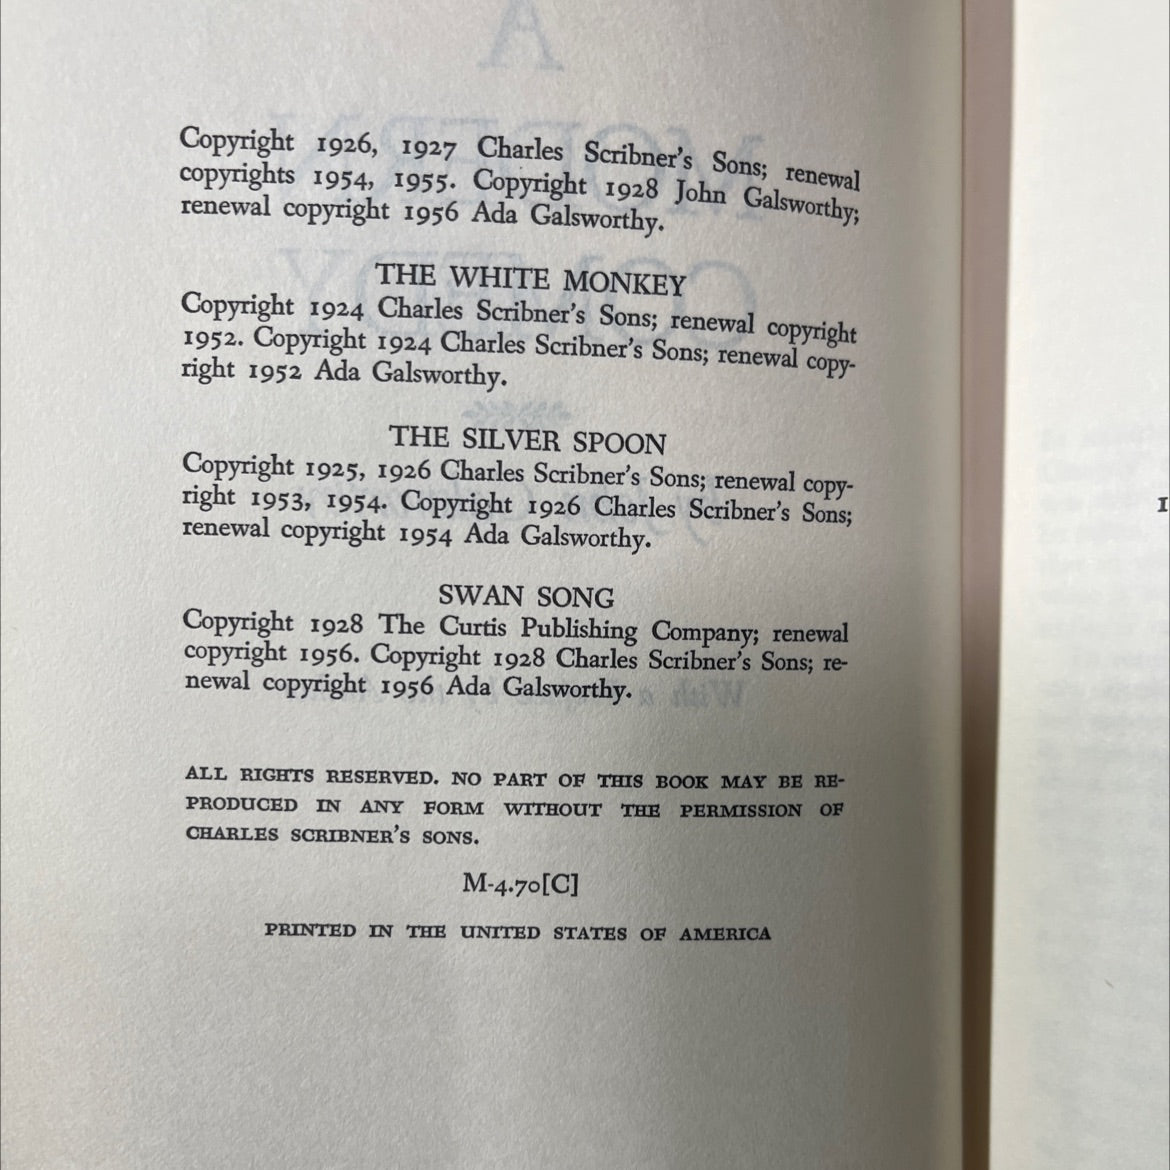 Copyright 1926, 1927 Charles Scribner's Sons; renewal
copyrights 1954, 1955. Copyright 1928 John Galsworthy;
renewal copyright 1956 Ada Galsworthy.
THE WHITE MONKEY
Copyright 1924 Charles Scribner's Sons; renewal copyright
1952. Copyright 1924 Charles Scribner's Sons; renewal copy-
right 1952 Ada Galsworthy.
THE SILVER SPOON
Copyright 1925, 1926 Charles Scribner's Sons; renewal copy-
right 1953, 1954. Copyright 1926 Charles Scribner's Sons;
renewal copyright 1954 Ada Galsworthy.
SWAN SONG
Copyright 1928 The Curtis Publishing Company; renewal
copyright 1956. Copyright 1928 Charles Scribner's Sons; re-
newal copyright 1956 Ada Galsworthy.
ALL RIGHTS RESERVED. NO PART OF THIS BOOK MAY BE RE-
PRODUCED IN ANY FORM WITHOUT THE PERMISSION OF
CHARLES SCRIBNER'S SONS.
M-4.70[C]
PRINTED IN THE UNITED STATES OF AMERICA